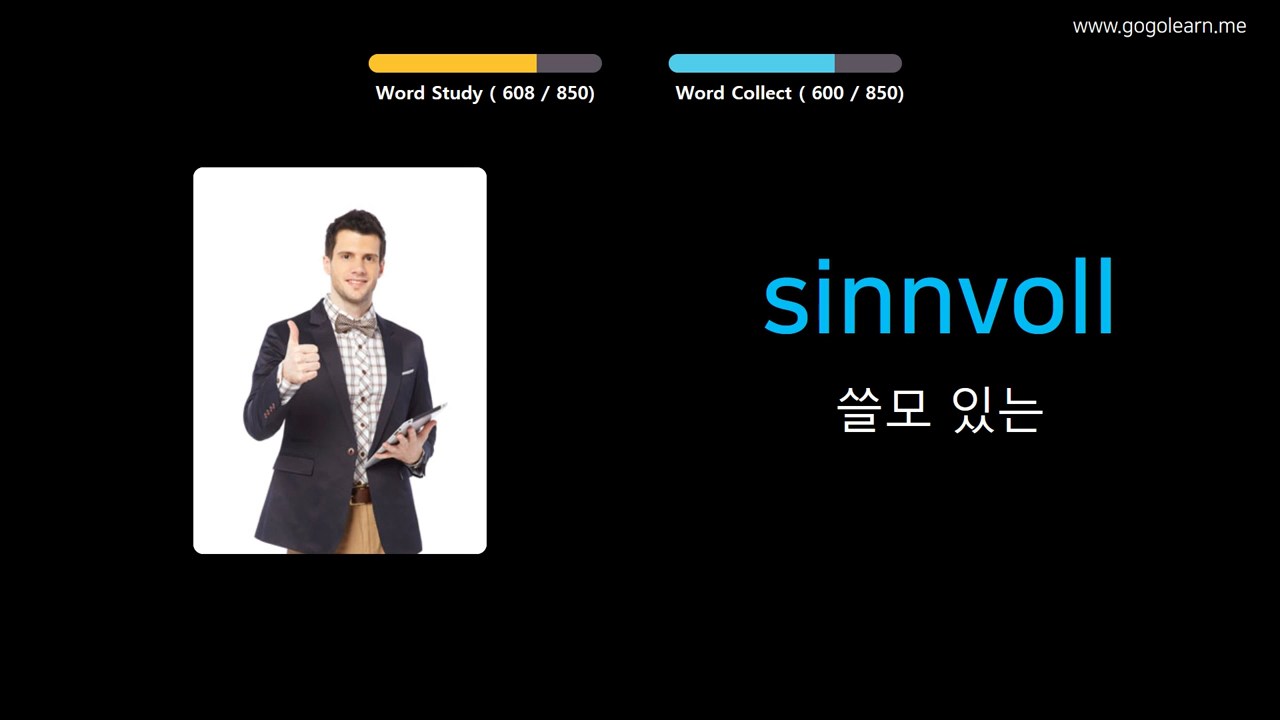 www.gogolearn.me
Word Study ( 608 / 850)
Word Collect ( 600 / 850)
sinnvoll
쓸모 있는